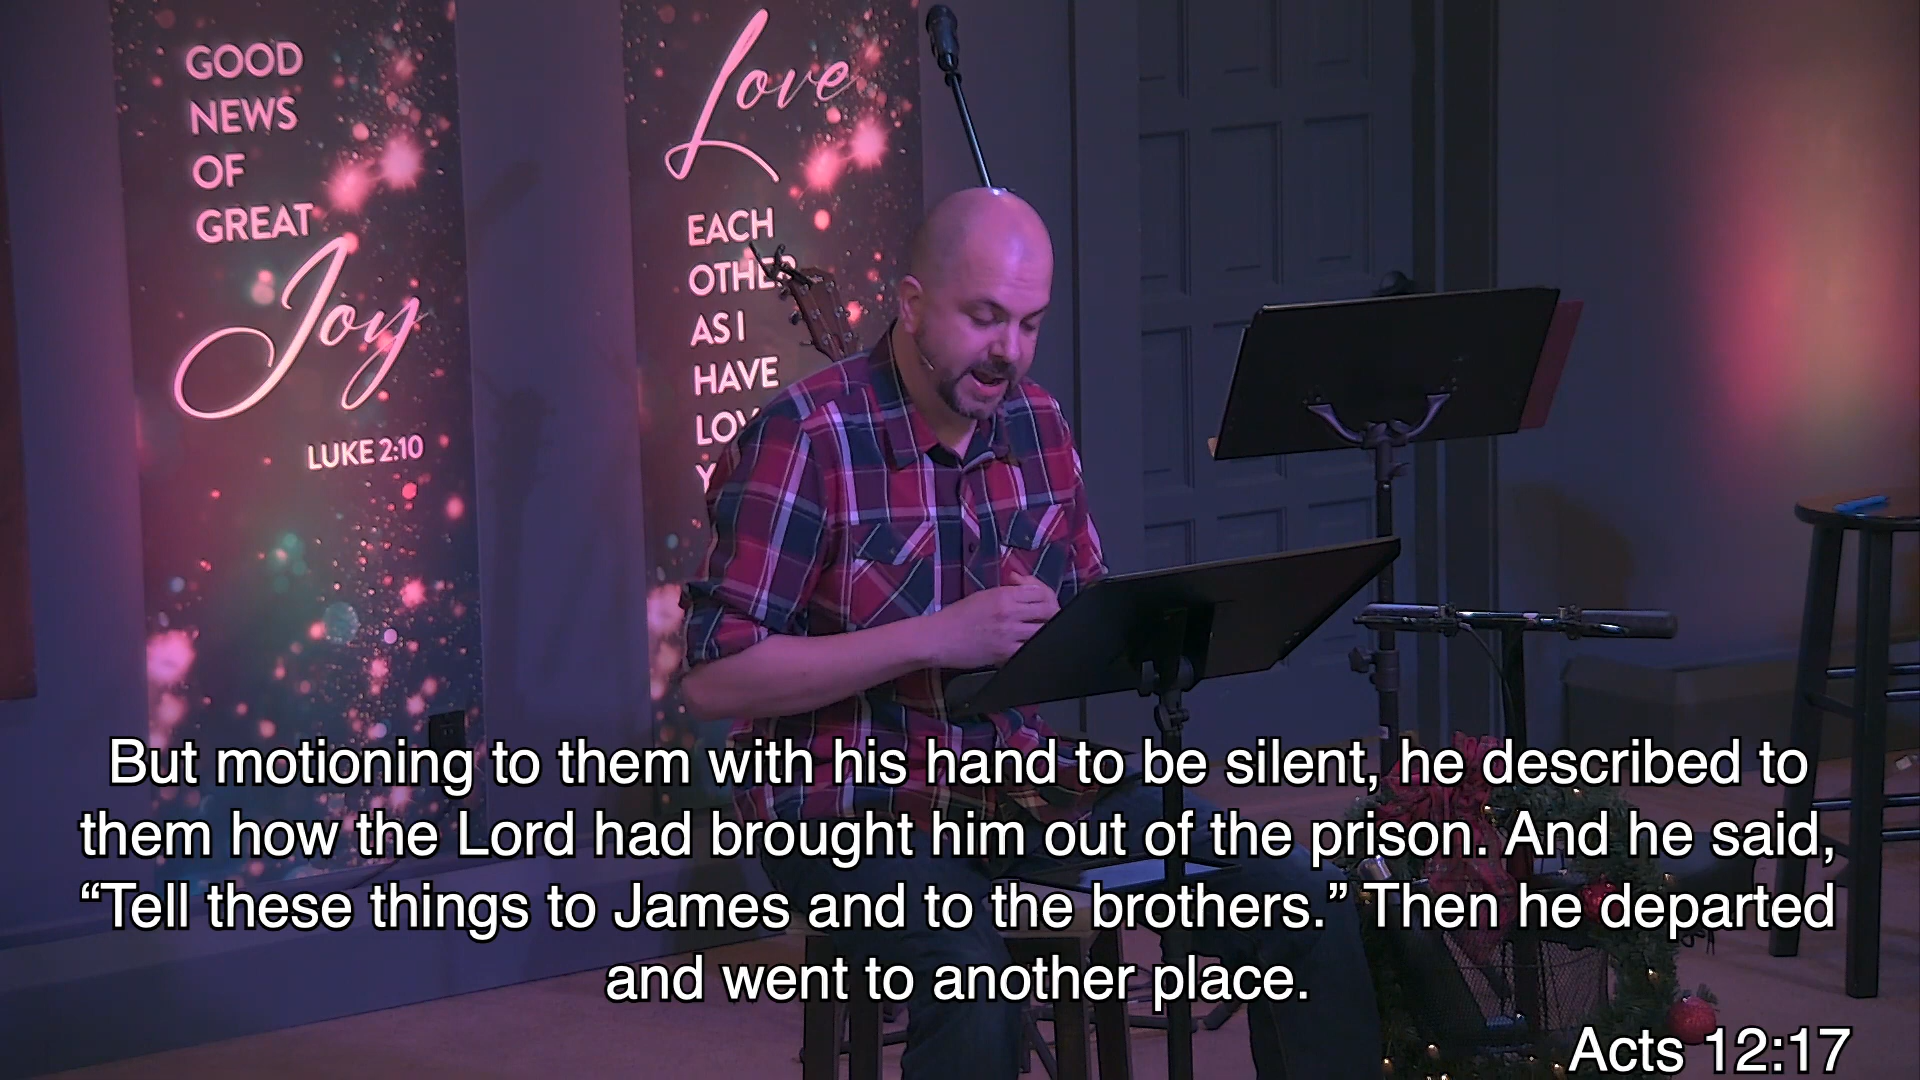 GOOD
NEWS
OF
GREAT
Joy
LUKE 2:10
Love
EACH
OTHER
AS I
HAVE
But motioning to them with his hand to be silent, he described to
them how the Lord had brought him out of the prison. And he said,
“Tell these things to James and to the brothers.” Then he departed
and went to another place.
Acts 12:17